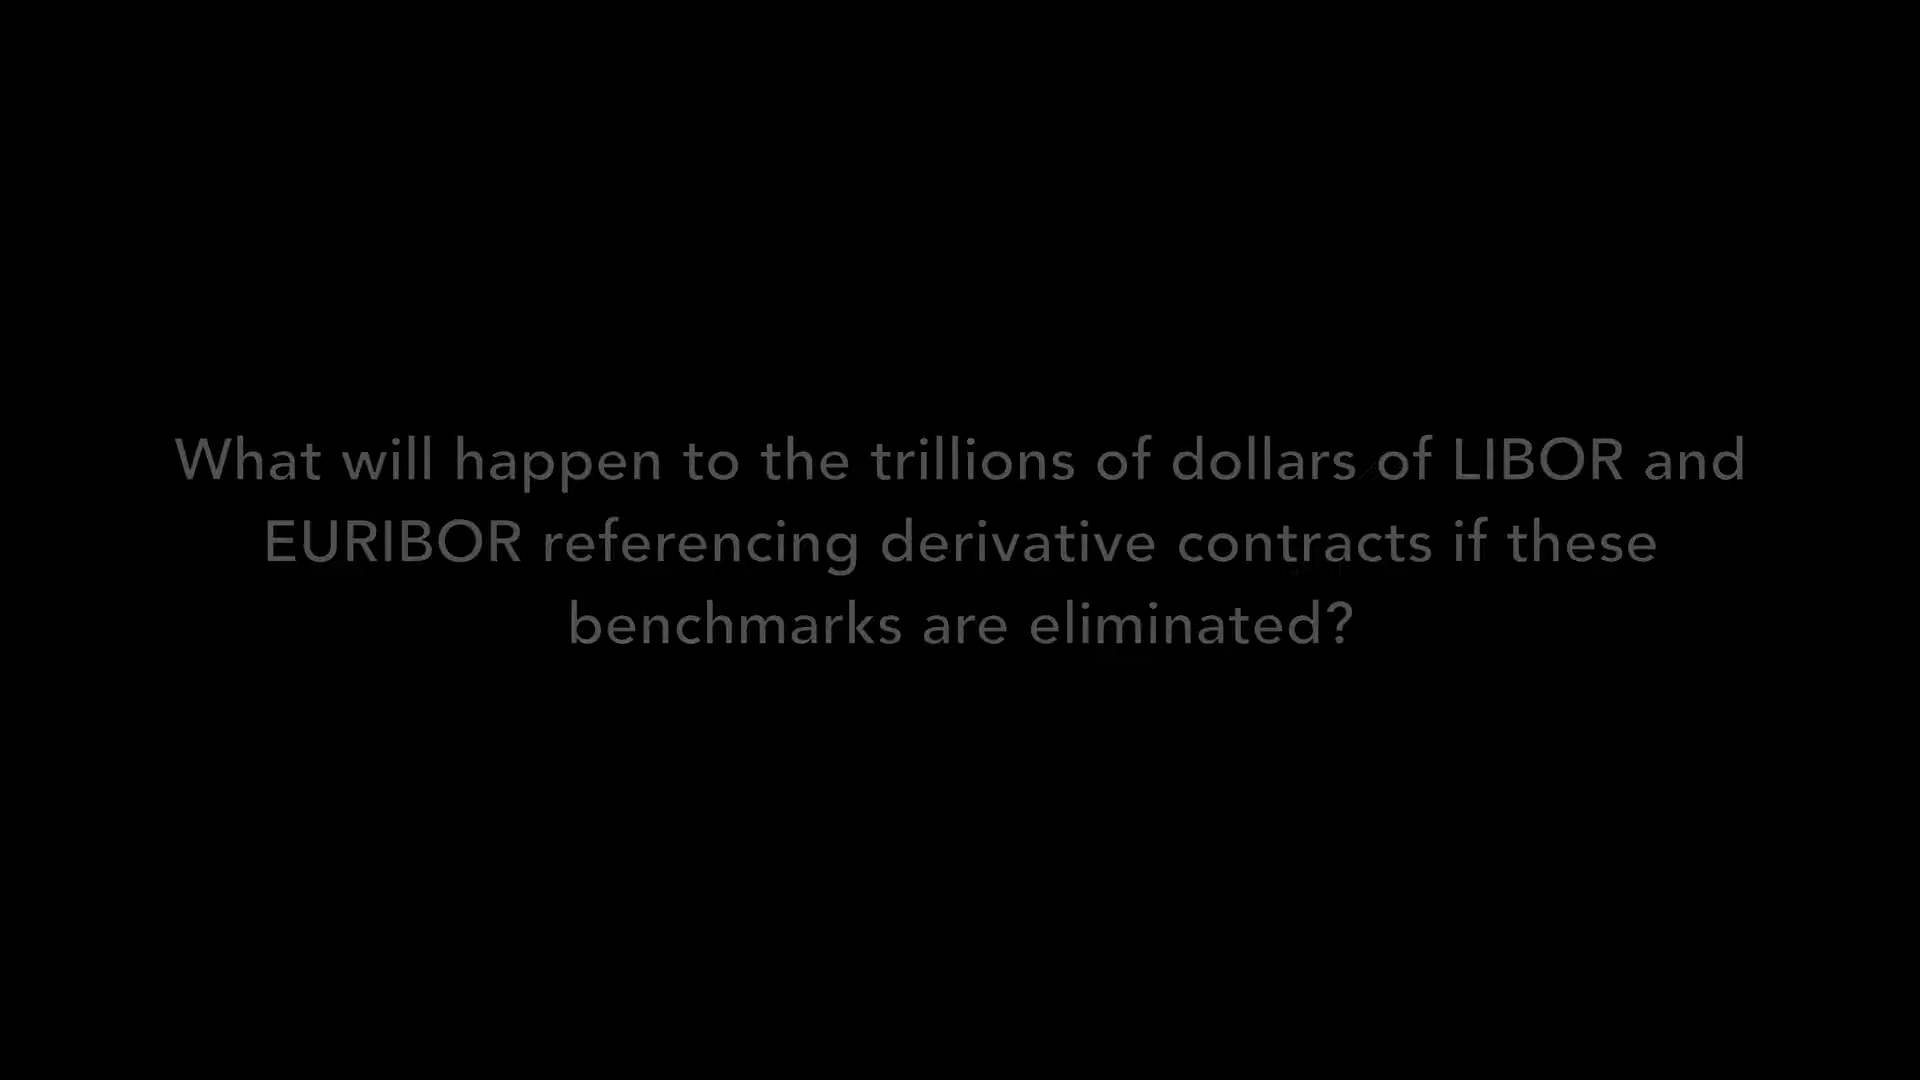 What will happen to the trillions of dollars of LIBOR and
EURIBOR referencing derivative contracts if these
benchmarks are eliminated?